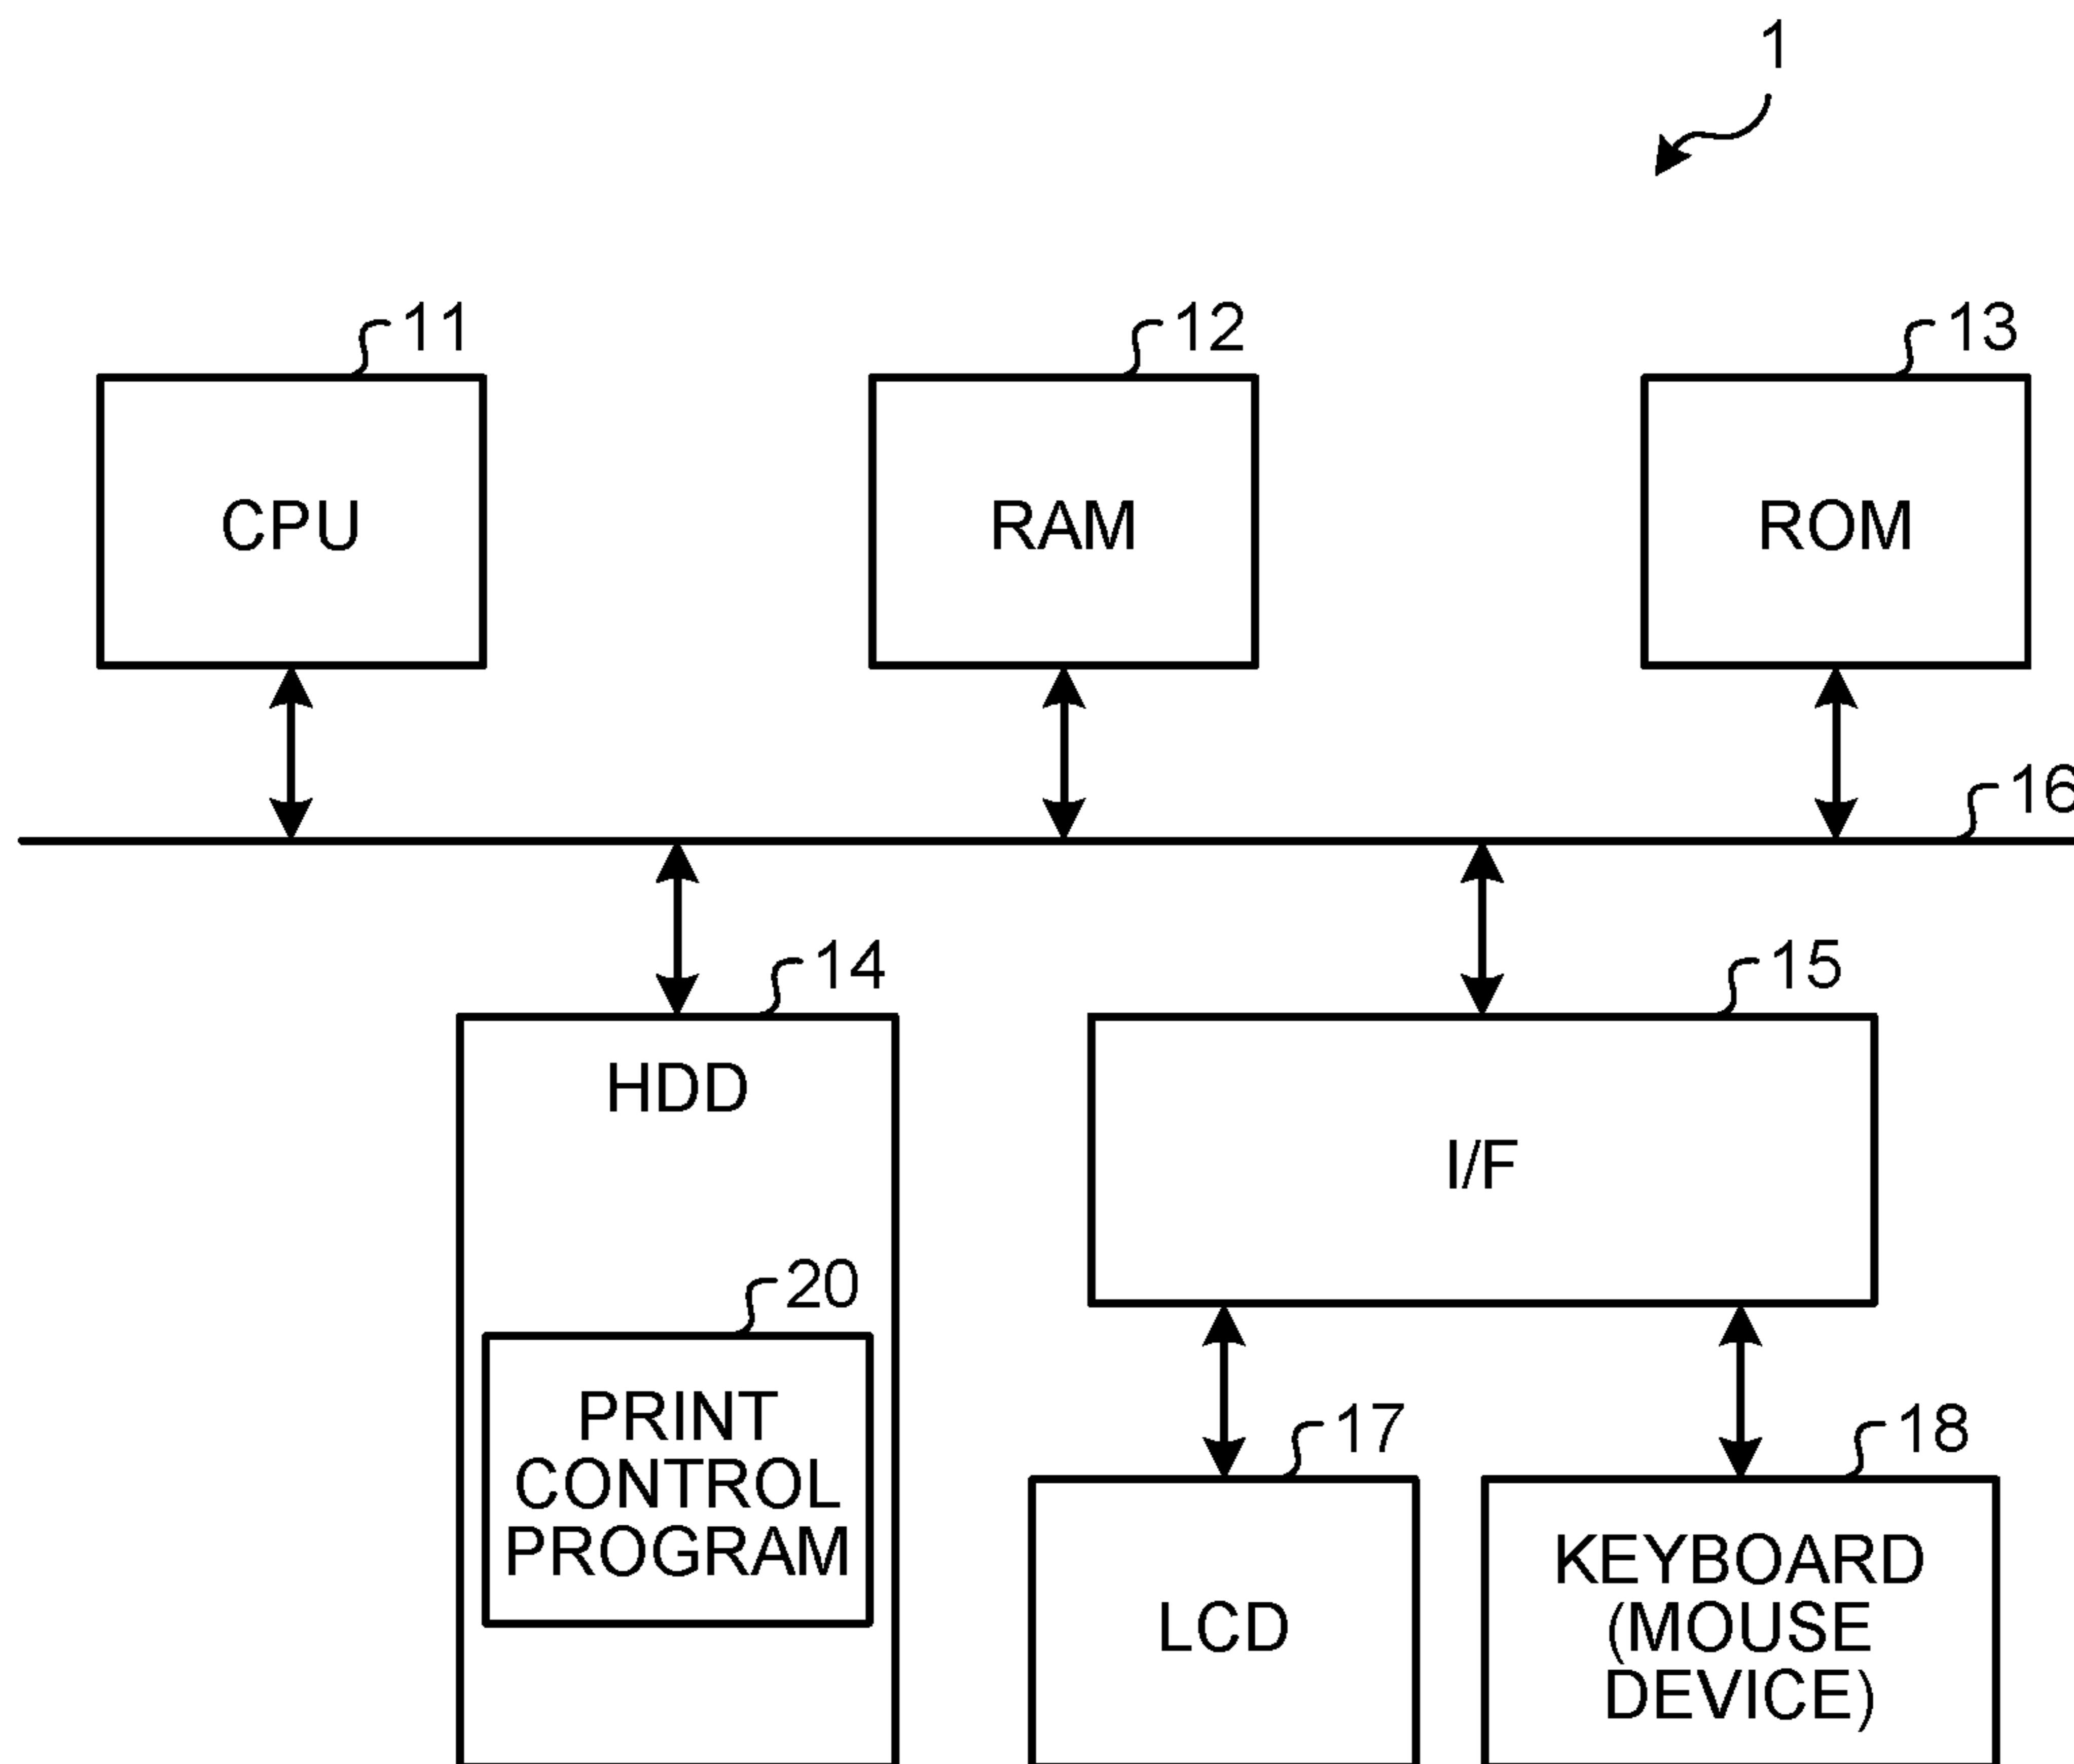 1
11
12
13
CPU
RAM
ROM
16
14
15
HDD
I/F
20
PRINT
CONTROL
PROGRAM
17
18
LCD
KEYBOARD
(MOUSE
DEVICE)